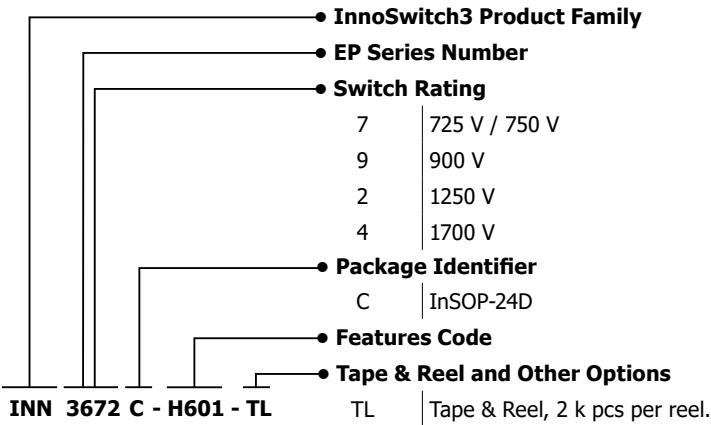 InnoSwitch3 Product Family
EP Series Number
Switch Rating
7 725 V / 750 V
9 900 V
2 1250 V
4 1700 V
Package Identifier
C InSOP-24D
Features Code
Tape & Reel and Other Options
INN 3672 C - H601 - TL
TL Tape & Reel, 2 k pcs per reel.